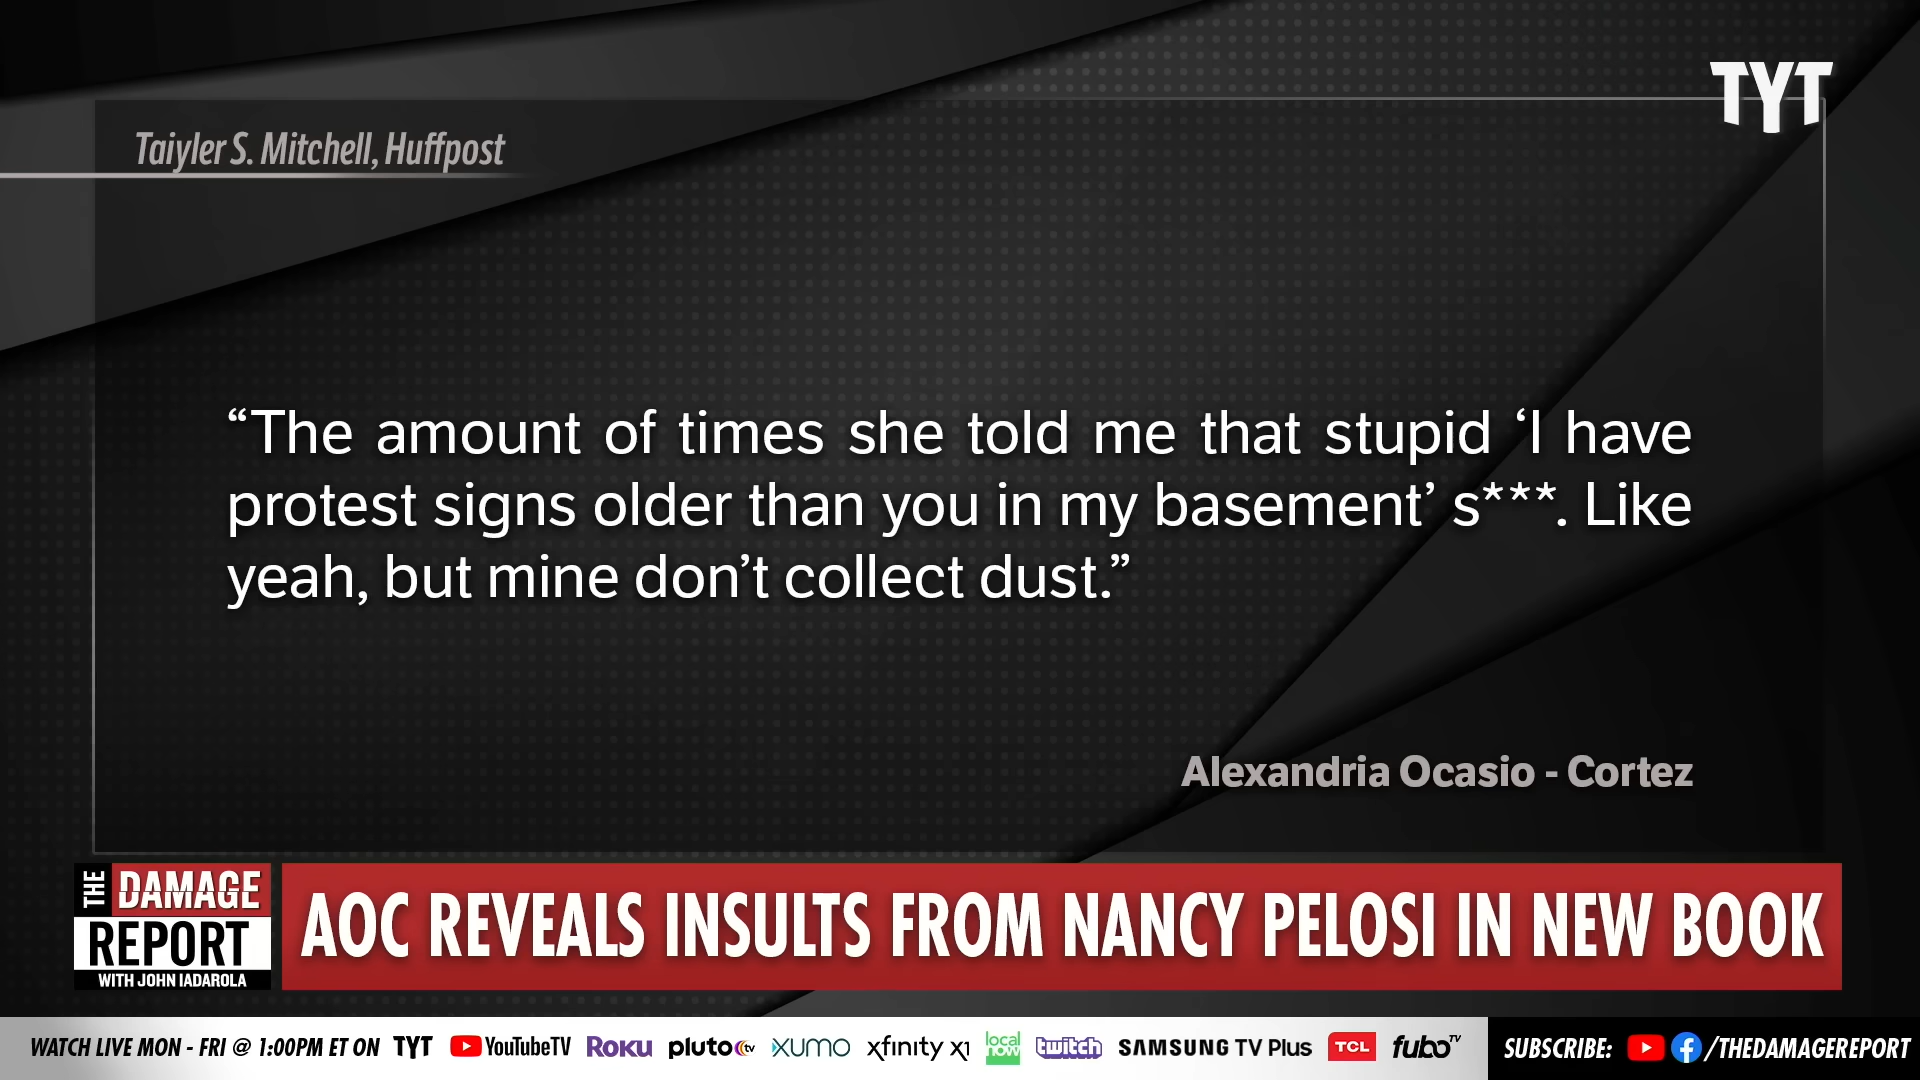 TYT
Taiyler S. Mitchell, Huffpost
“The amount of times she told me that stupid ‘I have
protest signs older than you in my basement’ s***. Like
yeah, but mine don’t collect dust.”
Alexandria Ocasio - Cortez
THE DAMAGE
REPORT
WITH JOHN IADAROLA
AOC REVEALS INSULTS FROM NANCY PELOSI IN NEW BOOK
WATCH LIVE MON - FRI @ 1:00PM ET ON TYT YouTubeTV ROKU pluto tv XUMO xfinity X1 local now twitch SAMSUNG TV Plus TCL fubo TV SUBSCRIBE: /THEDAMAGEREPORT